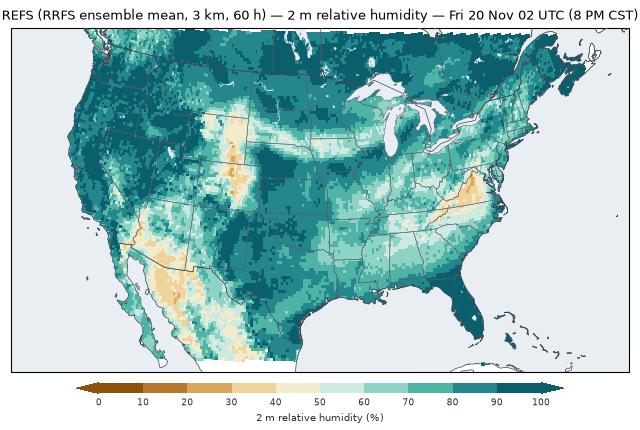 REFS (RRFS ensemble mean, 3 km, 60 h) — 2 m relative humidity — Fri 20 Nov 02 UTC (8 PM CST)
0 10 20 30 40 50 60 70 80 90 100
2 m relative humidity (%)